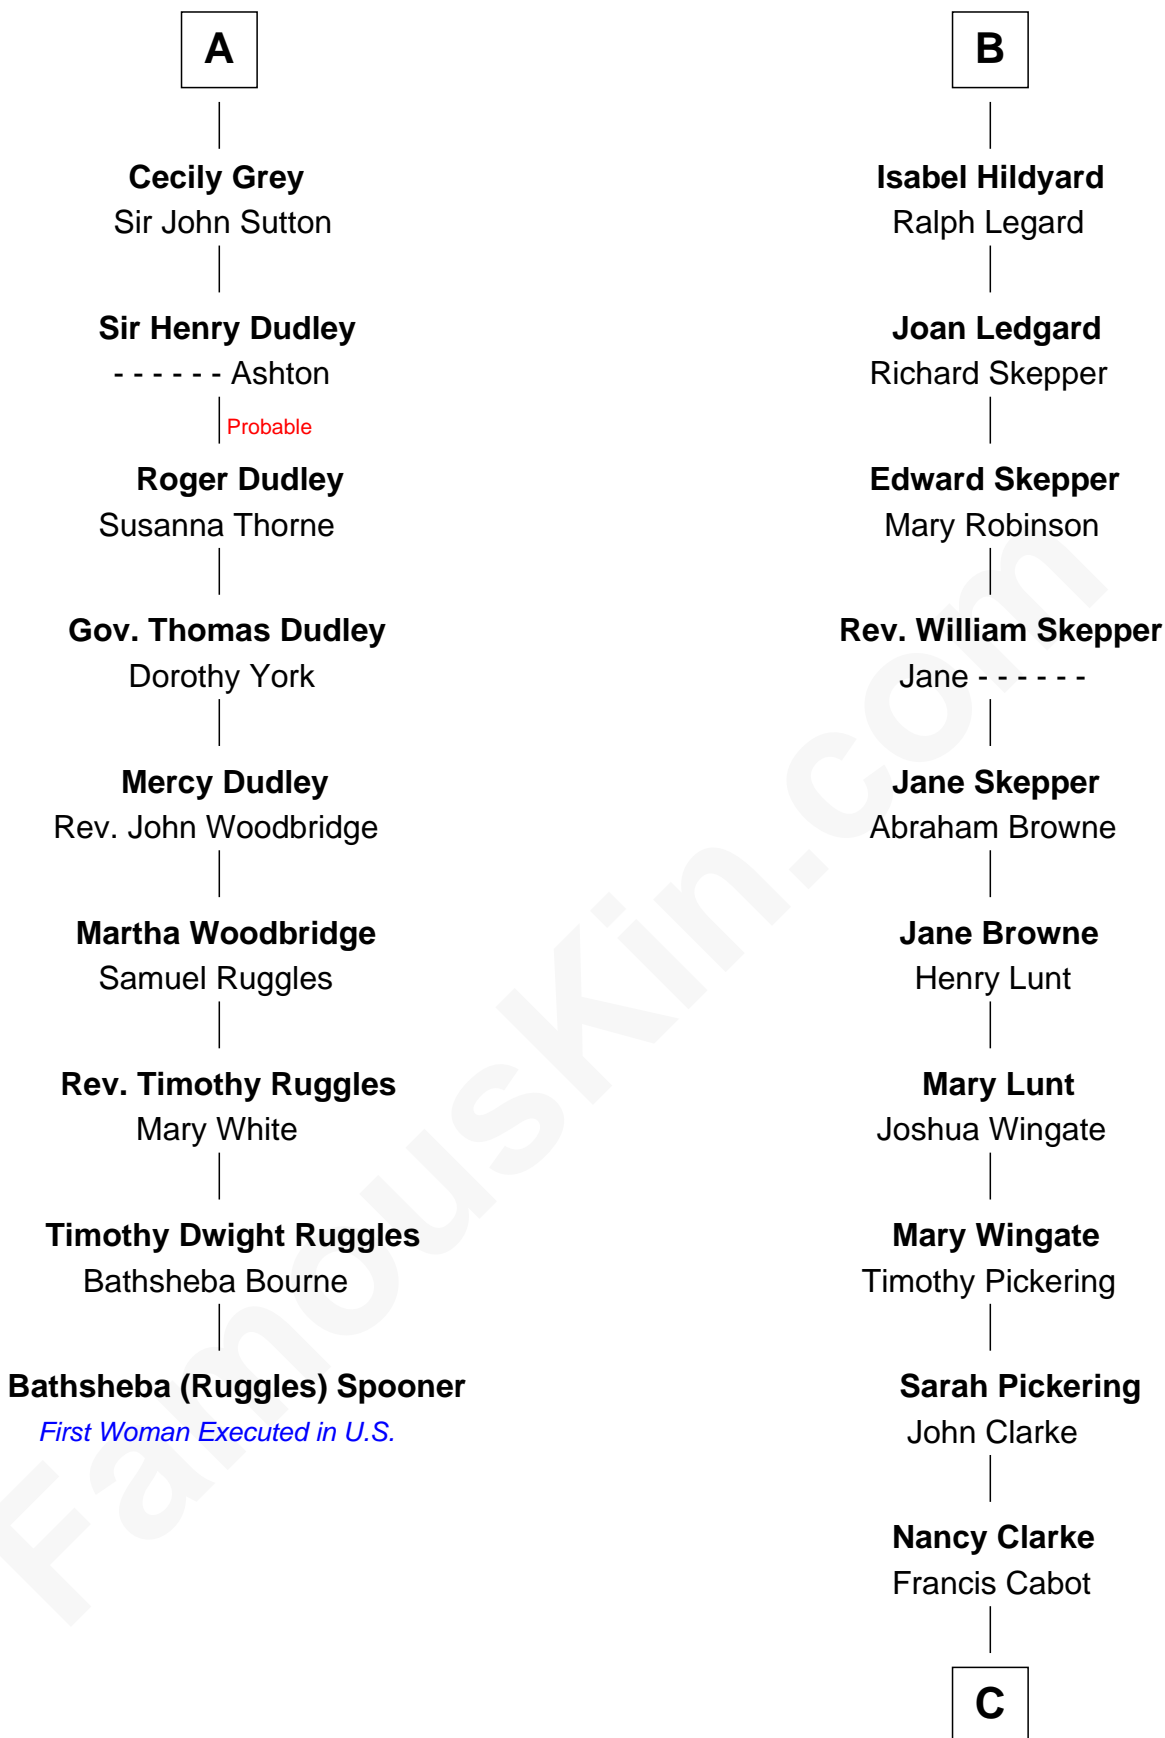 A
Cecily Grey
Sir John Sutton
Sir Henry Dudley
- - - - - - Ashton
Probable
Roger Dudley
Susanna Thorne
Gov. Thomas Dudley
Dorothy York
Mercy Dudley
Rev. John Woodbridge
Martha Woodbridge
Samuel Ruggles
Rev. Timothy Ruggles
Mary White
Timothy Dwight Ruggles
Bathsheba Bourne
Bathsheba (Ruggles) Spooner
First Woman Executed in U.S.
B
Isabel Hildyard
Ralph Legard
Joan Ledgard
Richard Skepper
Edward Skepper
Mary Robinson
Rev. William Skepper
Jane - - - - - -
Jane Skepper
Abraham Browne
Jane Browne
Henry Lunt
Mary Lunt
Joshua Wingate
Mary Wingate
Timothy Pickering
Sarah Pickering
John Clarke
Nancy Clarke
Francis Cabot
C
FamousKin.com